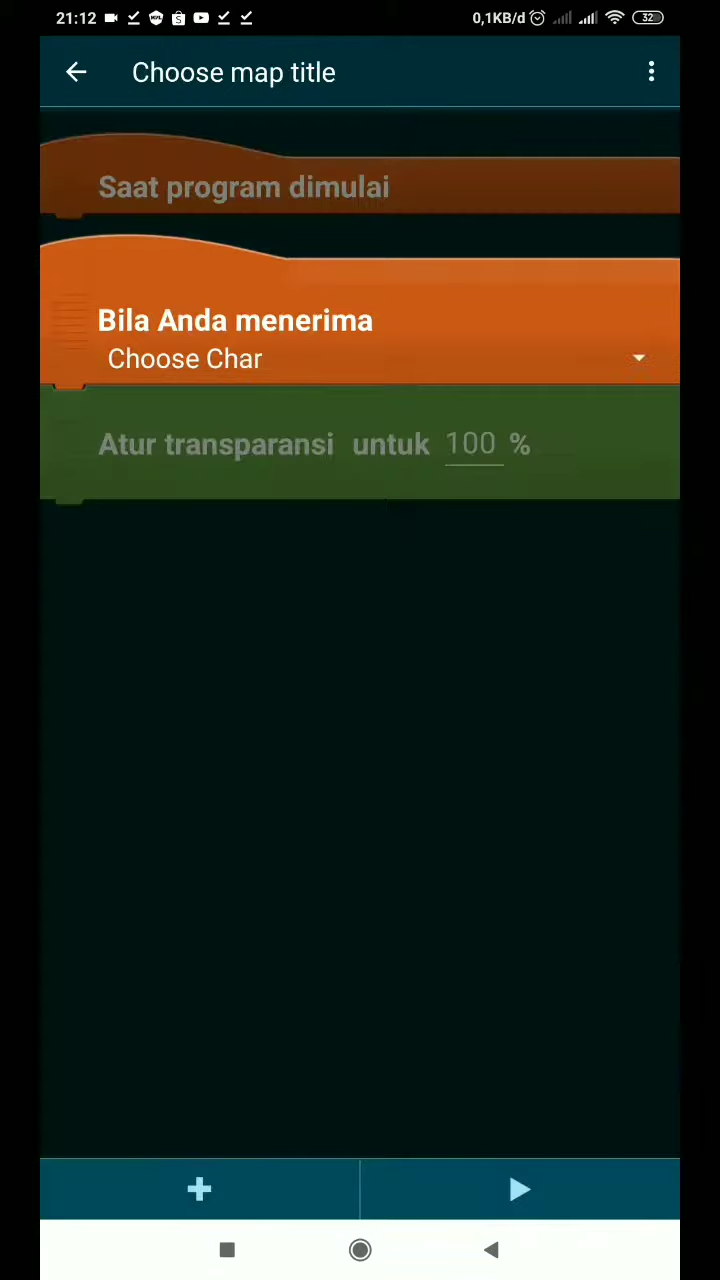 21:12 0,1KB/d 32
Choose map title
Saat program dimulai
Bila Anda menerima
Choose Char
Atur transparansi untuk 100 %